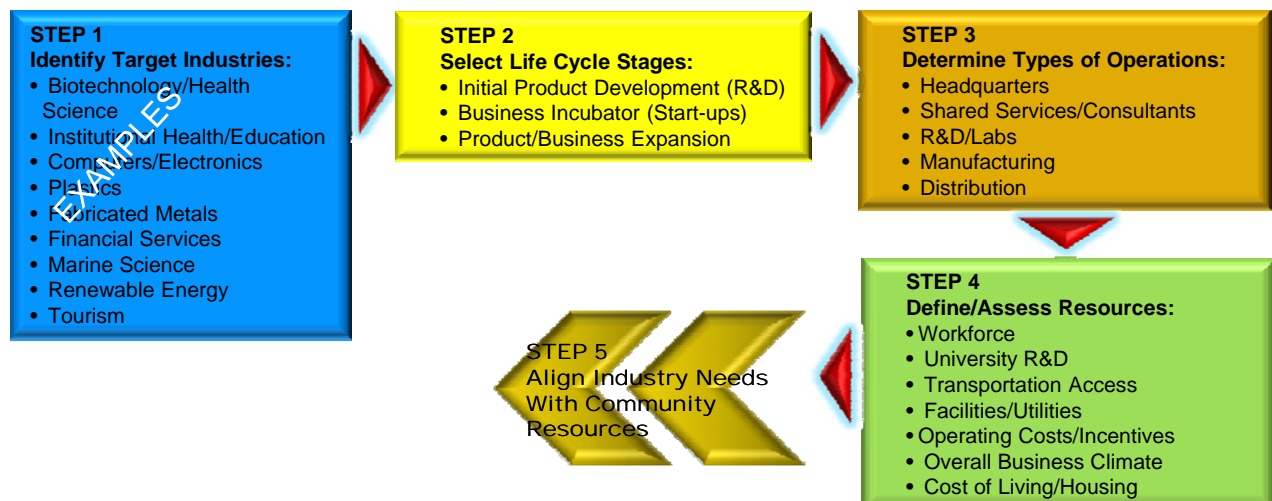 STEP 1
Identify Target Industries:
• Biotechnology/Health
Science
• Institutional Health/Education
• Computers/Electronics
• Plastics
• Fabricated Metals
• Financial Services
• Marine Science
• Renewable Energy
• Tourism
EXAMPLES
STEP 2
Select Life Cycle Stages:
• Initial Product Development (R&D)
• Business Incubator (Start-ups)
• Product/Business Expansion
STEP 3
Determine Types of Operations:
• Headquarters
• Shared Services/Consultants
• R&D/Labs
• Manufacturing
• Distribution
STEP 4
Define/Assess Resources:
• Workforce
• University R&D
• Transportation Access
• Facilities/Utilities
• Operating Costs/Incentives
• Overall Business Climate
• Cost of Living/Housing
STEP 5
Align Industry Needs
With Community
Resources